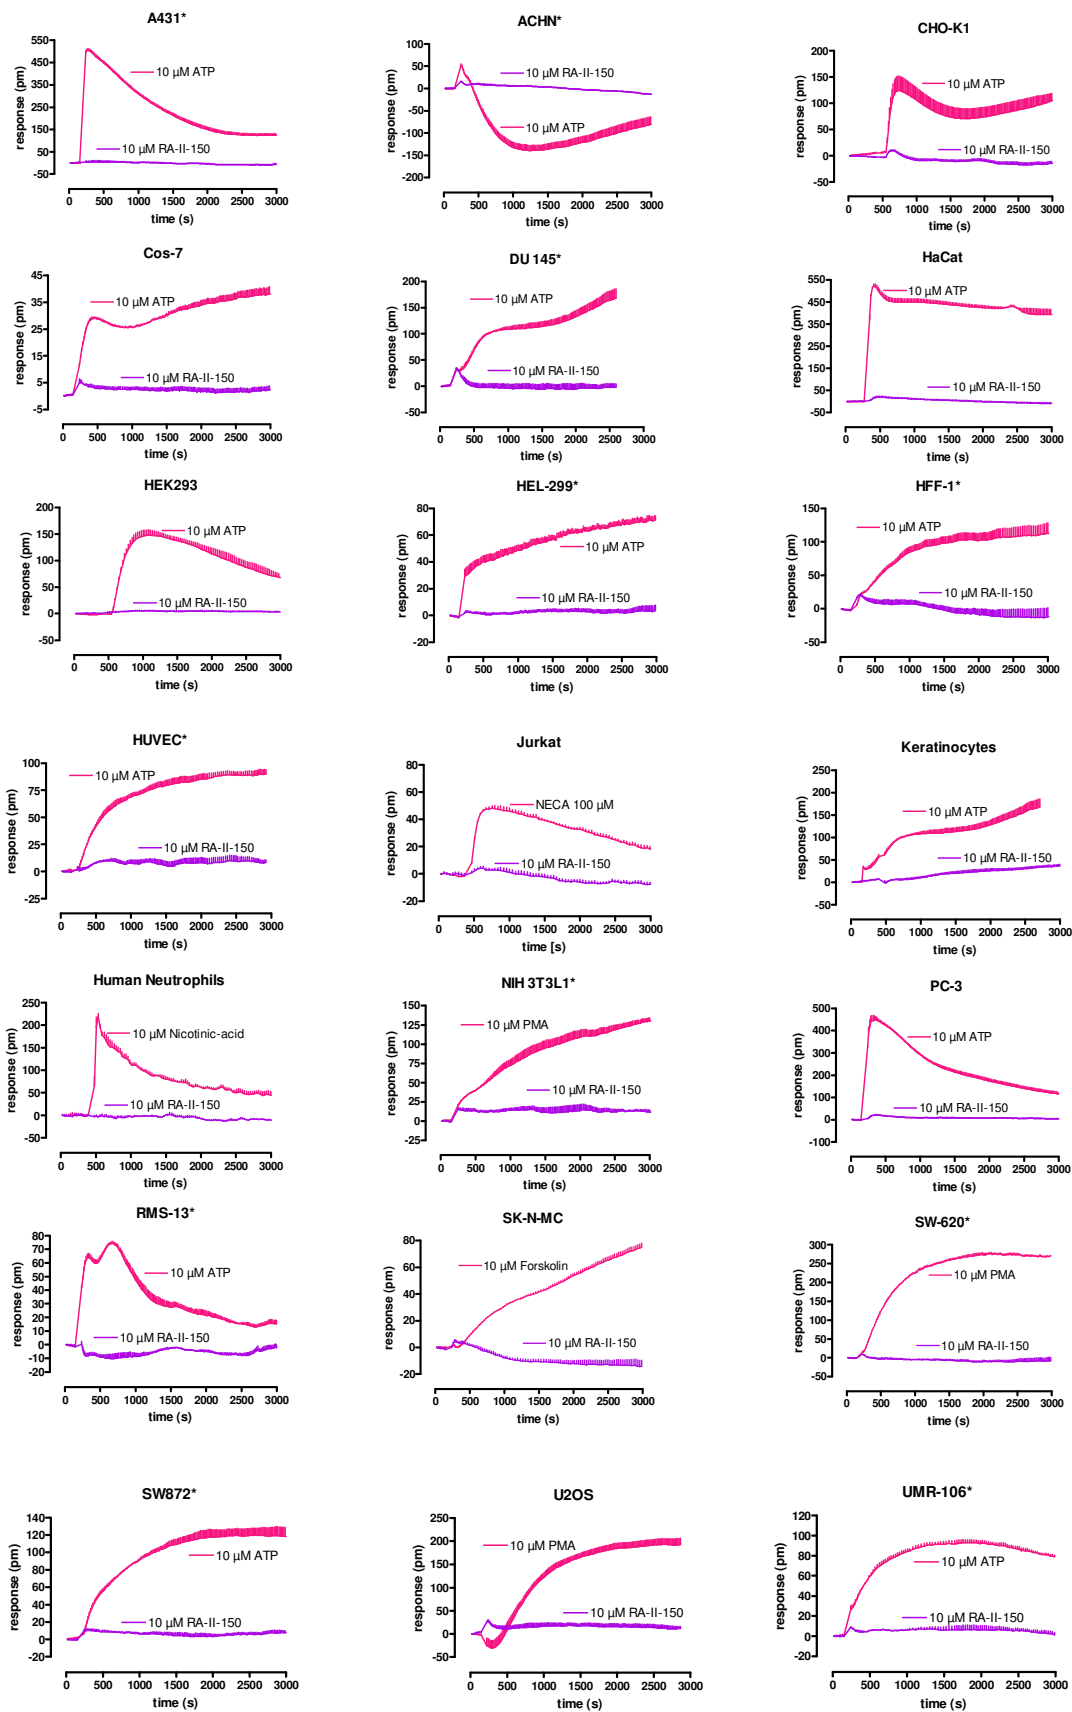 A431*
response (pm)
550
450
350
250
150
50
-50
10 µM ATP
10 µM RA-II-150
0 500 1000 1500 2000 2500 3000
time (s)
ACHN*
response (pm)
100
50
0
-50
-100
-150
-200
10 µM RA-II-150
10 µM ATP
0 500 1000 1500 2000 2500 3000
time (s)
CHO-K1
response (pm)
200
150
100
50
0
-50
10 µM ATP
10 µM RA-II-150
0 500 1000 1500 2000 2500 3000
time (s)
Cos-7
response (pm)
45
35
25
15
5
-5
10 µM ATP
10 µM RA-II-150
0 500 1000 1500 2000 2500 3000
time (s)
DU 145*
response (pm)
200
150
100
50
0
-50
10 µM ATP
10 µM RA-II-150
0 500 1000 1500 2000 2500 3000
time (s)
HaCat
response (pm)
550
450
350
250
150
50
-50
10 µM ATP
10 µM RA-II-150
0 500 1000 1500 2000 2500 3000
time (s)
HEK293
response (pm)
200
150
100
50
0
-50
10 µM ATP
10 µM RA-II-150
0 500 1000 1500 2000 2500 3000
time (s)
HEL-299*
response (pm)
80
60
40
20
0
-20
10 µM ATP
10 µM RA-II-150
0 500 1000 1500 2000 2500 3000
time (s)
HFF-1*
response (pm)
150
100
50
0
-50
10 µM ATP
10 µM RA-II-150
0 500 1000 1500 2000 2500 3000
time (s)
HUVEC*
response (pm)
100
75
50
25
0
-25
10 µM ATP
10 µM RA-II-150
0 500 1000 1500 2000 2500 3000
time (s)
Jurkat
response (pm)
80
60
40
20
0
-20
NECA 100 µM
10 µM RA-II-150
0 500 1000 1500 2000 2500 3000
time [s)
Keratinocytes
response (pm)
250
200
150
100
50
0
-50
10 µM ATP
10 µM RA-II-150
0 500 1000 1500 2000 2500 3000
time (s)
Human Neutrophils
response (pm)
250
200
150
100
50
0
-50
10 µM Nicotinic-acid
10 µM RA-II-150
0 500 1000 1500 2000 2500 3000
time (s)
NIH 3T3L1*
response (pm)
150
125
100
75
50
25
0
-25
10 µM PMA
10 µM RA-II-150
0 500 1000 1500 2000 2500 3000
time (s)
PC-3
response (pm)
500
400
300
200
100
0
-100
10 µM ATP
10 µM RA-II-150
0 500 1000 1500 2000 2500 3000
time (s)
RMS-13*
response (pm)
80
70
60
50
40
30
20
10
0
-10
-20
10 µM ATP
10 µM RA-II-150
0 500 1000 1500 2000 2500 3000
time (s)
SK-N-MC
response (pm)
80
60
40
20
0
-20
10 µM Forskolin
10 µM RA-II-150
0 500 1000 1500 2000 2500 3000
time (s)
SW-620*
response (pm)
300
250
200
150
100
50
0
-50
10 µM PMA
10 µM RA-II-150
0 500 1000 1500 2000 2500 3000
time (s)
SW872*
response (pm)
140
120
100
80
60
40
20
0
-20
10 µM ATP
10 µM RA-II-150
0 500 1000 1500 2000 2500 3000
time (s)
U2OS
response (pm)
250
200
150
100
50
0
-50
-100
10 µM PMA
10 µM RA-II-150
0 500 1000 1500 2000 2500 3000
time (s)
UMR-106*
response (pm)
120
100
80
60
40
20
0
-20
10 µM ATP
10 µM RA-II-150
0 500 1000 1500 2000 2500 3000
time (s)